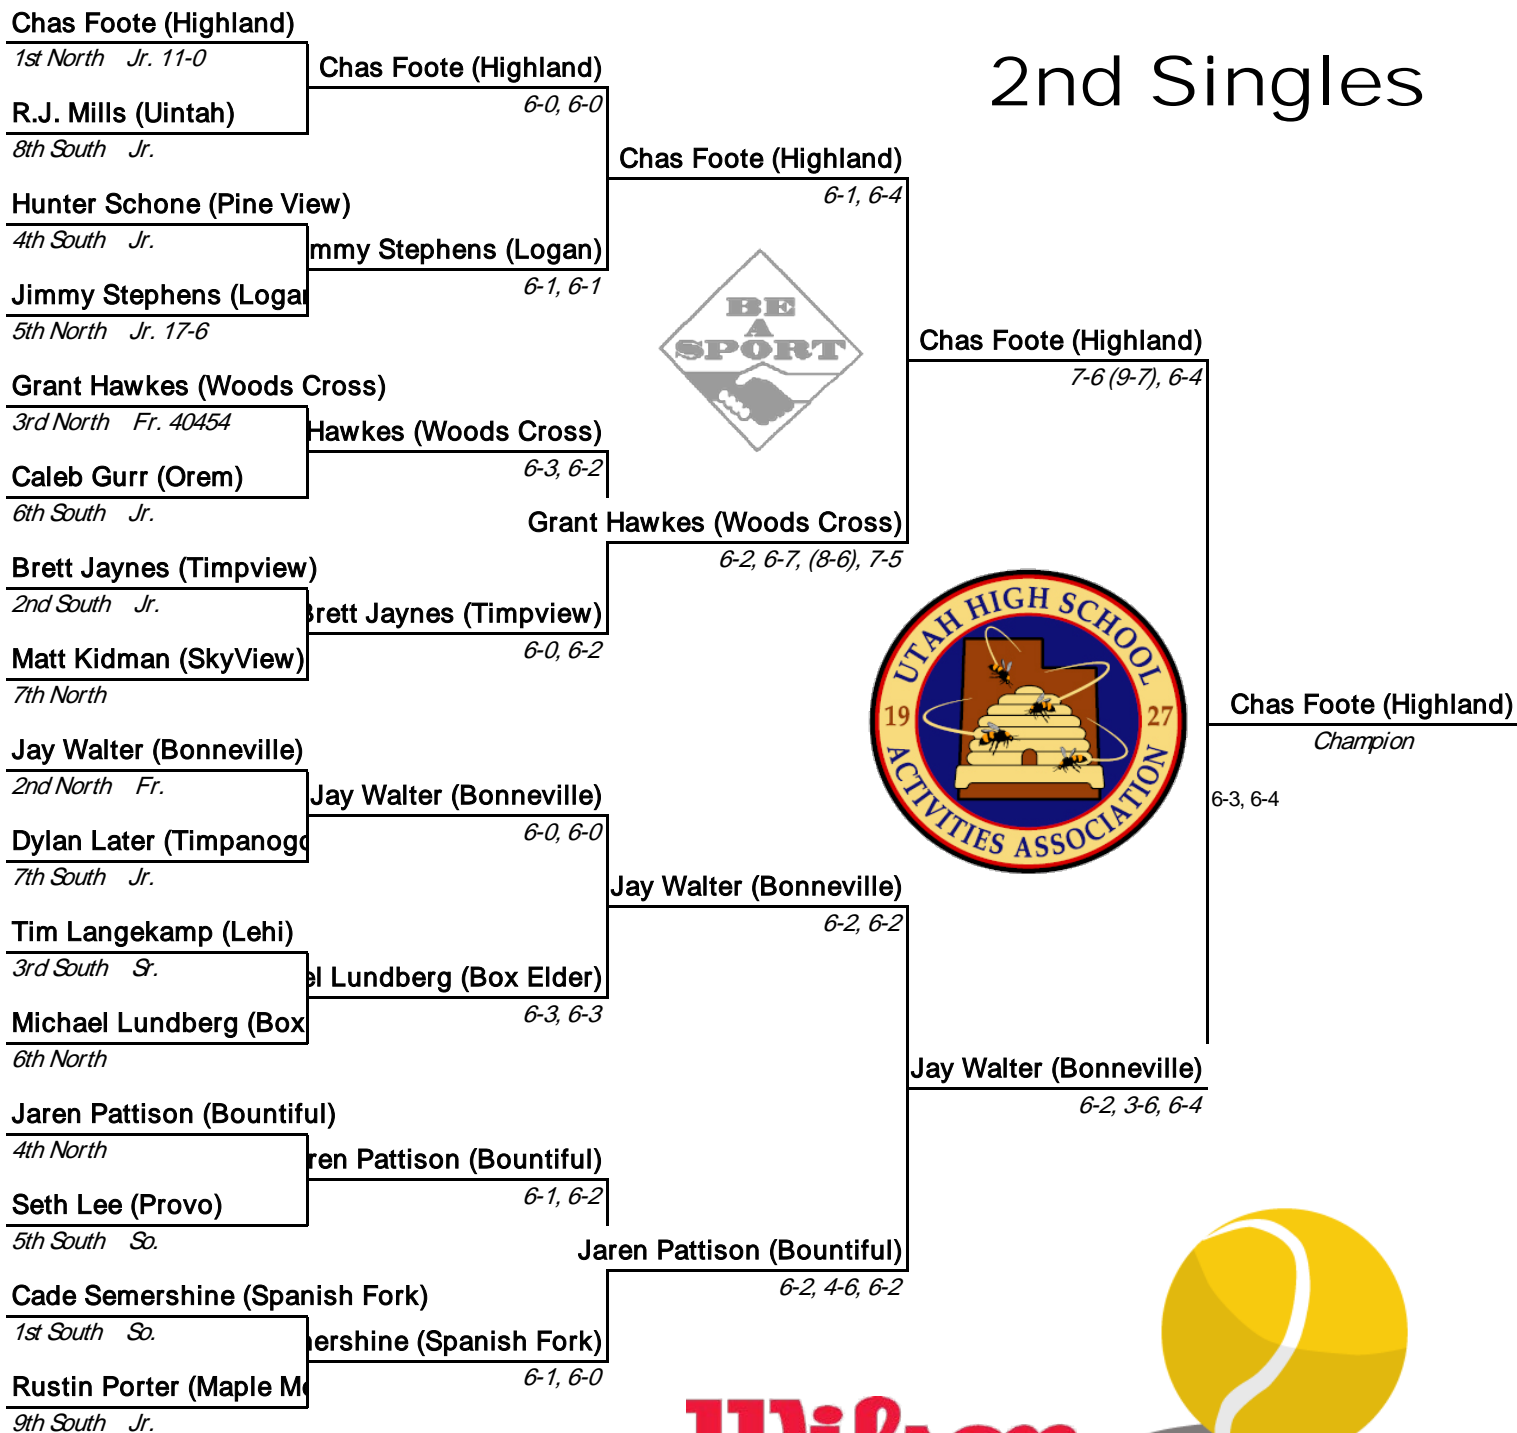 2nd Singles
Chas Foote (Highland)
1st North Jr. 11-0
R.J. Mills (Uintah)
8th South Jr.
Hunter Schone (Pine View)
4th South Jr.
Jimmy Stephens (Logan
5th North Jr. 17-6
Grant Hawkes (Woods Cross)
3rd North Fr. 40454
Caleb Gurr (Orem)
6th South Jr.
Brett Jaynes (Timpview)
2nd South Jr.
Matt Kidman (SkyView)
7th North
Jay Walter (Bonneville)
2nd North Fr.
Dylan Later (Timpanogo
7th South Jr.
Tim Langekamp (Lehi)
3rd South Sr.
Michael Lundberg (Box
6th North
Jaren Pattison (Bountiful)
4th North
Seth Lee (Provo)
5th South So.
Cade Semershine (Spanish Fork)
1st South So.
Rustin Porter (Maple M
9th South Jr.
Chas Foote (Highland)
6-0, 6-0
mmy Stephens (Logan)
6-1, 6-1
Hawkes (Woods Cross)
6-3, 6-2
Brett Jaynes (Timpview)
6-0, 6-2
Jay Walter (Bonneville)
6-0, 6-0
el Lundberg (Box Elder)
6-3, 6-3
ren Pattison (Bountiful)
6-1, 6-2
ershine (Spanish Fork)
6-1, 6-0
Chas Foote (Highland)
6-1, 6-4
Grant Hawkes (Woods Cross)
6-2, 6-7, (8-6), 7-5
Jay Walter (Bonneville)
6-2, 6-2
Jaren Pattison (Bountiful)
6-2, 4-6, 6-2
Chas Foote (Highland)
7-6 (9-7), 6-4
Jay Walter (Bonneville)
6-2, 3-6, 6-4
Chas Foote (Highland)
Champion
6-3, 6-4
BE
A
SPORT
UTAH HIGH SCHOOL
19 27
ACTIVITIES ASSOCIATION
Wilson